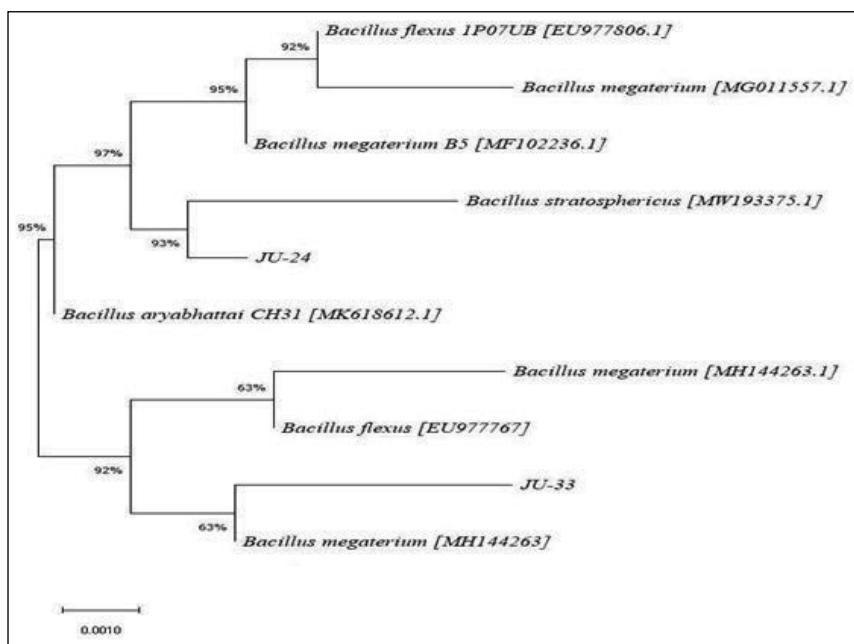 Bacillus flexus 1P07UB [EU977806.1]
92%
Bacillus megaterium [MG011557.1]
95%
Bacillus megaterium B5 [MF102236.1]
97%
Bacillus stratosphericus [MW193375.1]
95%
93%
JU-24
Bacillus aryabhattai CH31 [MK618612.1]
Bacillus megaterium [MH144263.1]
63%
Bacillus flexus [EU977767]
92%
JU-33
63%
Bacillus megaterium [MH144263]
0.0010